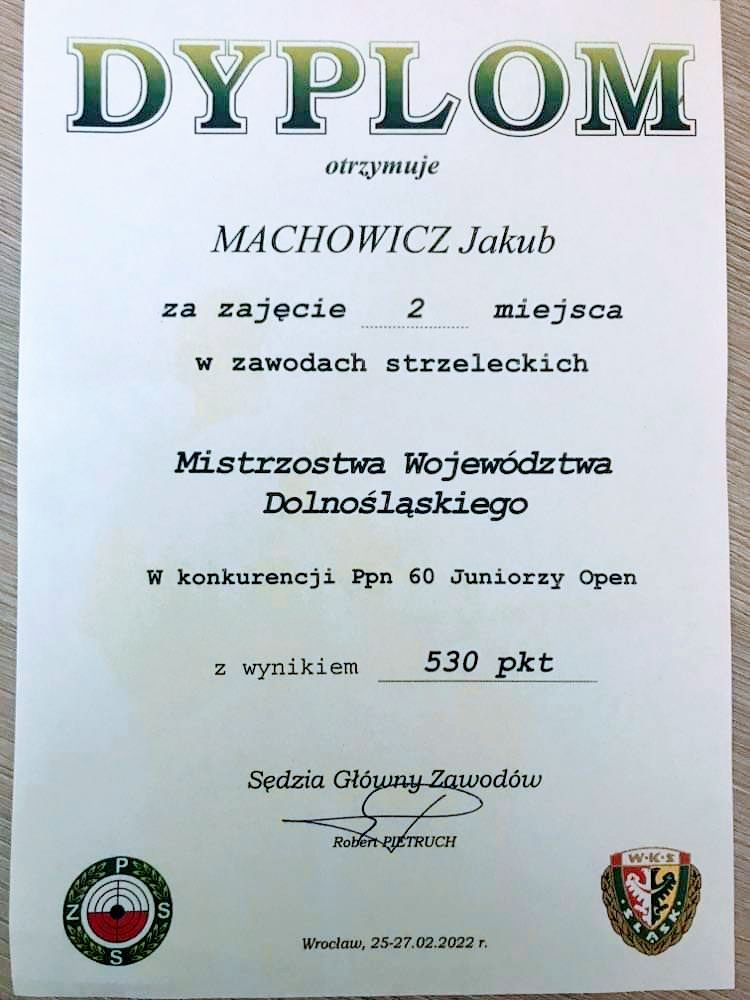 DYPLOM
otrzymuje
MACHOWICZ Jakub
za zajęcie 2 miejsca
w zawodach strzeleckich
Mistrzostwa Województwa
Dolnośląskiego
W konkurencji Ppn 60 Juniorzy Open
z wynikiem 530 pkt
Sędzia Główny Zawodów
Robert PIETRUCH
P
Z S
S
W·K·S
ŚLĄSK
Wrocław, 25-27.02.2022 r.